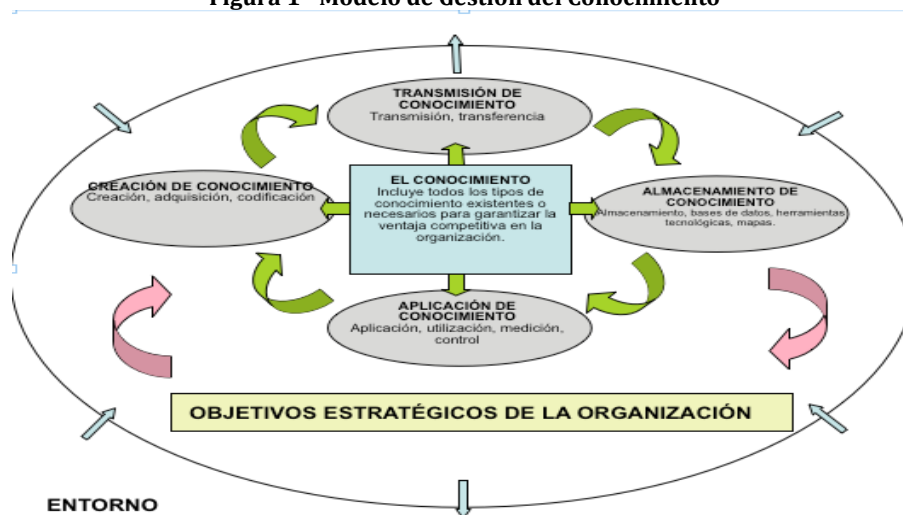 Figura 1 Modelo de Gestión del Conocimiento
TRANSMISIÓN DE
CONOCIMIENTO
Transmisión, transferencia
CREACIÓN DE CONOCIMIENTO
Creación, adquisición, codificación
EL CONOCIMIENTO
Incluye todos los tipos de
conocimiento existentes o
necesarios para garantizar la
ventaja competitiva en la
organización.
ALMACENAMIENTO DE
CONOCIMIENTO
Almacenamiento, bases de datos, herramientas
tecnológicas, mapas.
APLICACIÓN DE
CONOCIMIENTO
Aplicación, utilización, medición,
control
OBJETIVOS ESTRATÉGICOS DE LA ORGANIZACIÓN
ENTORNO